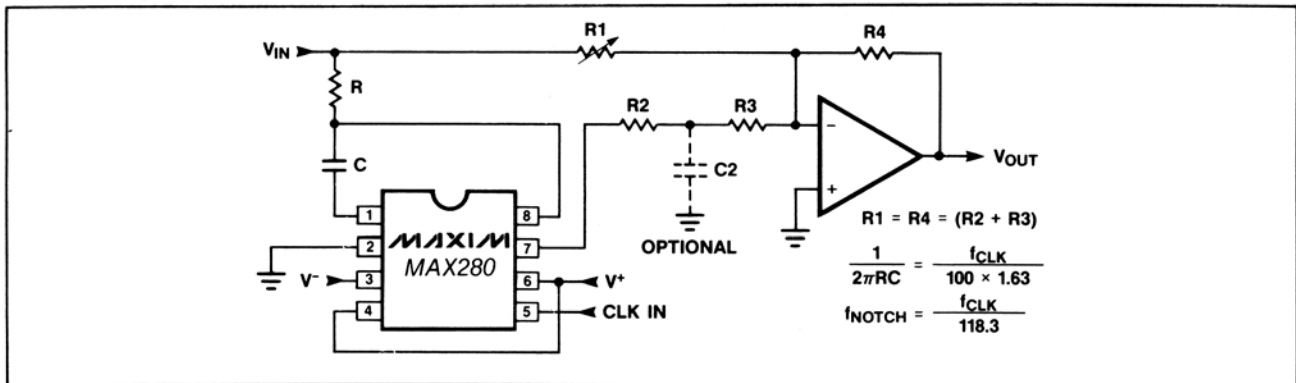 R1
R4
VIN
R
R2
R3
C
C2
OPTIONAL
−
+
VOUT
1
8
2
7
3
6
4
5
MAXIM
MAX280
V−
V+
CLK IN
R1 = R4 = (R2 + R3)
1 / 2πRC = fCLK / 100 × 1.63
fNOTCH = fCLK / 118.3